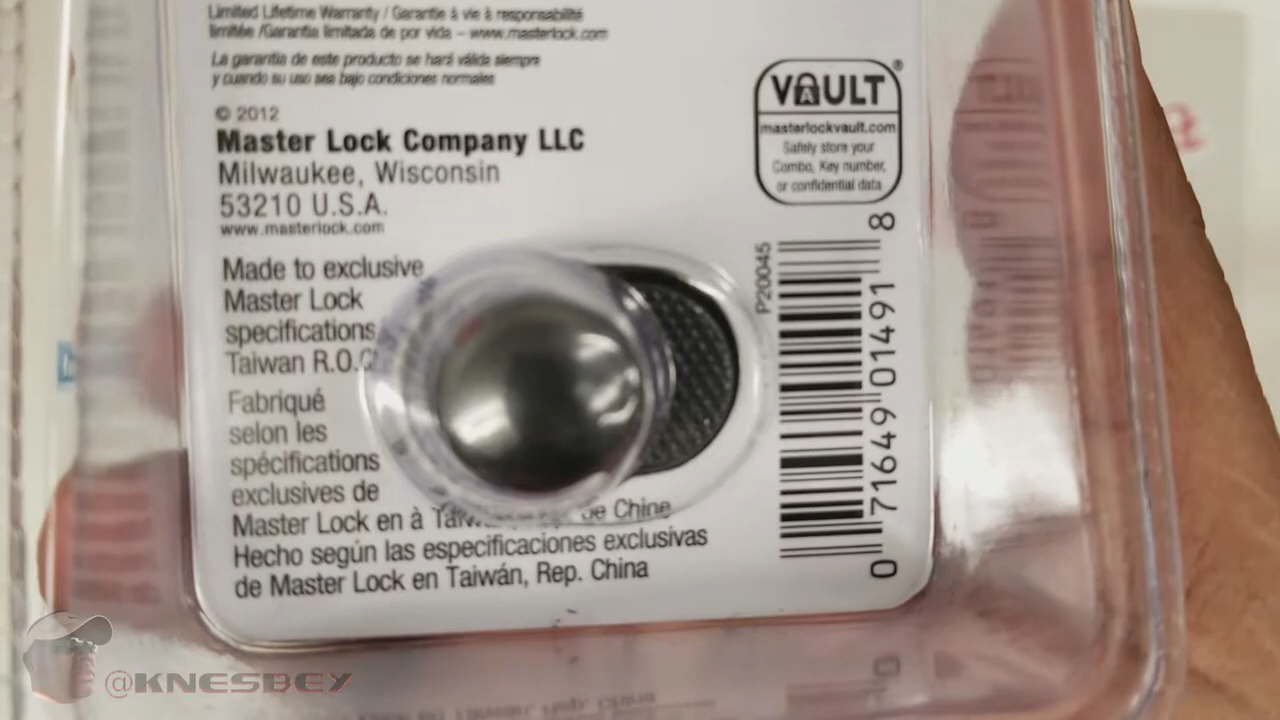 Limited Lifetime Warranty / Garantie à vie à responsabilité
limitée /Garantía limitada de por vida – www.masterlock.com
La garantía de este producto se hará válida siempre
y cuando su uso sea bajo condiciones normales
© 2012
Master Lock Company LLC
Milwaukee, Wisconsin
53210 U.S.A.
www.masterlock.com
Made to exclusive
Master Lock
specifications
Taiwan R.O.C
Fabriqué
selon les
spécifications
exclusives de
Master Lock en à de Chine
Hecho según las especificaciones exclusivas
de Master Lock en Taiwán, Rep. China
VAULT®
masterlockvault.com
Safely store your
Combo, Key number,
or confidential data
P20045
0 71649 01491 8
@KNESBEY